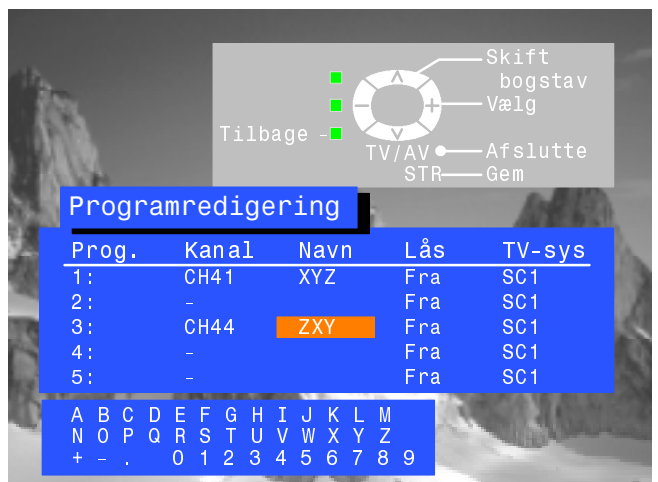 Skift
bogstav
Vælg
Tilbage
TV/AV Afslutte
STR Gem
Programredigering
Prog. Kanal Navn Lås TV-sys
1: CH41 XYZ Fra SC1
2: - Fra SC1
3: CH44 ZXY Fra SC1
4: - Fra SC1
5: - Fra SC1
A B C D E F G H I J K L M
N O P Q R S T U V W X Y Z
+ - . 0 1 2 3 4 5 6 7 8 9